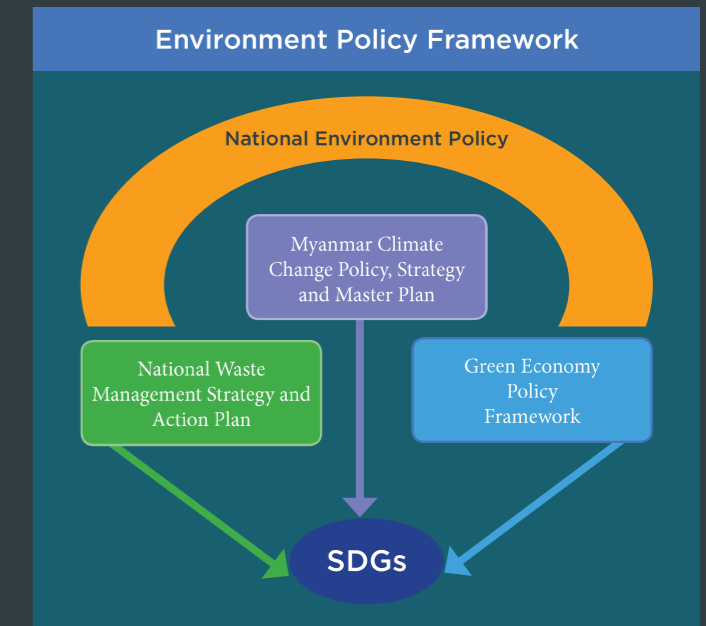 Environment Policy Framework
National Environment Policy
Myanmar Climate
Change Policy, Strategy
and Master Plan
National Waste
Management Strategy and
Action Plan
Green Economy
Policy
Framework
SDGs